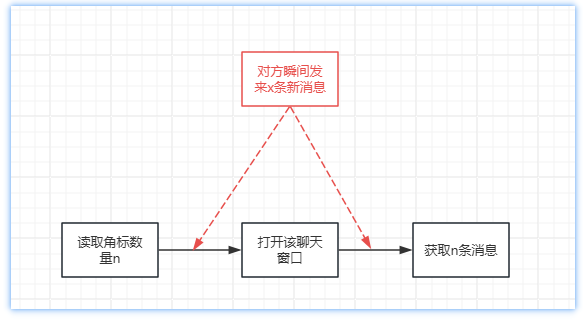 对方瞬间发
来x条新消息
读取角标数
量n
打开该聊天
窗口
获取n条消息